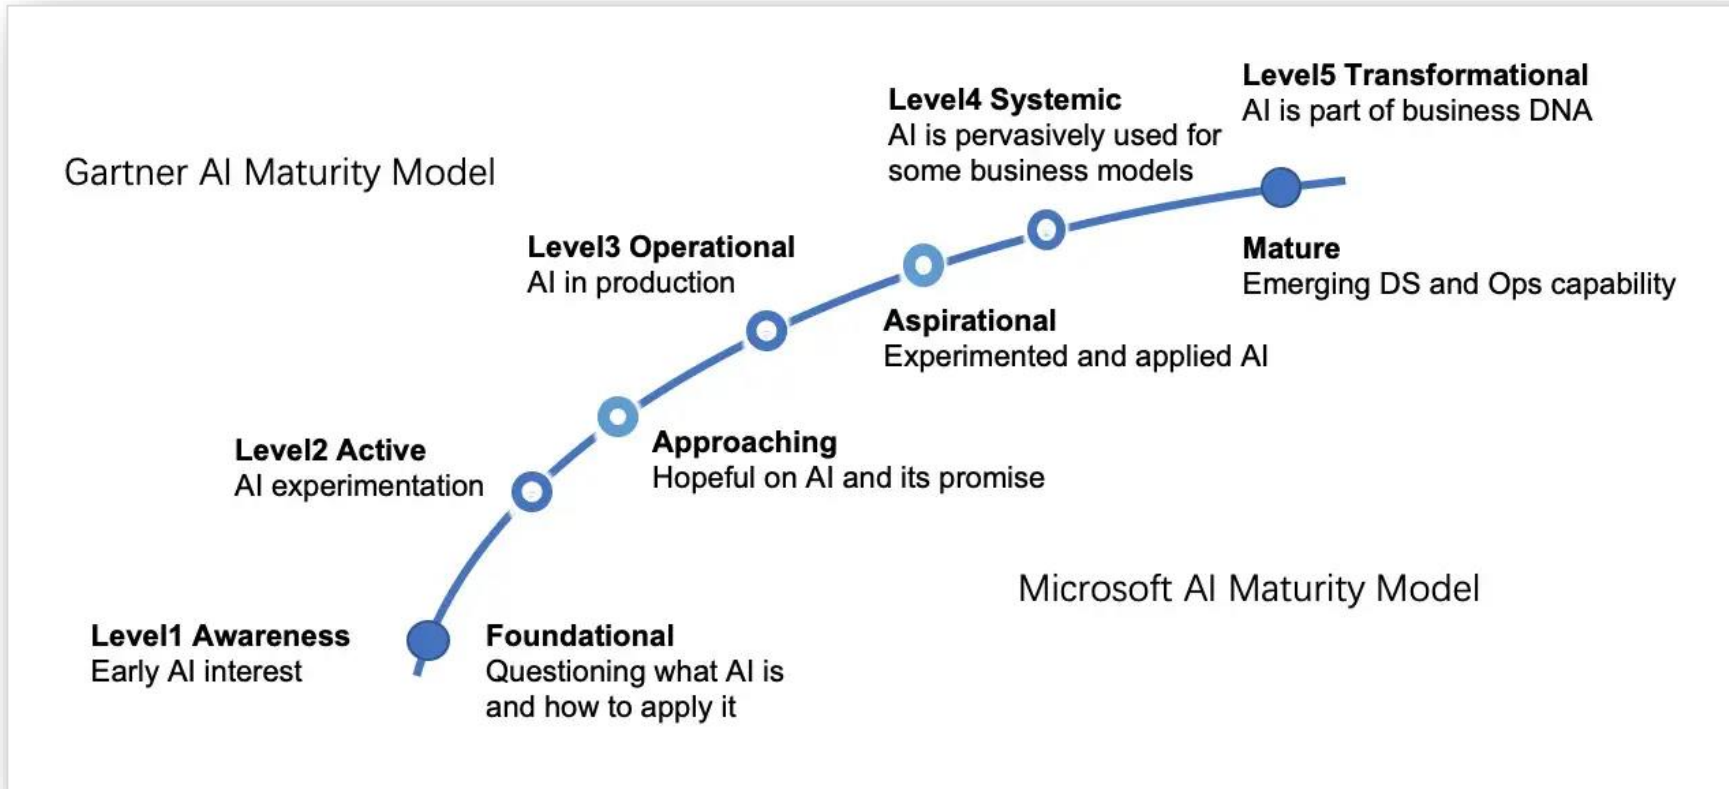 Gartner AI Maturity Model
Level5 Transformational
AI is part of business DNA
Level4 Systemic
AI is pervasively used for
some business models
Level3 Operational
AI in production
Mature
Emerging DS and Ops capability
Aspirational
Experimented and applied AI
Level2 Active
AI experimentation
Approaching
Hopeful on AI and its promise
Microsoft AI Maturity Model
Level1 Awareness
Early AI interest
Foundational
Questioning what AI is
and how to apply it